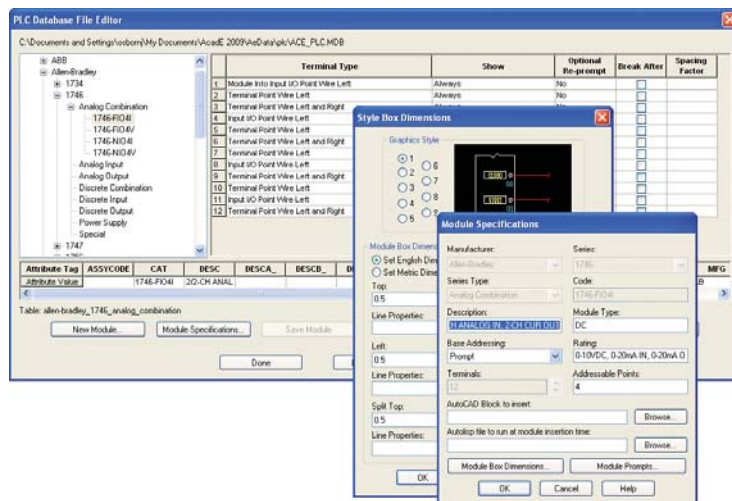 PLC Database File Editor
C:\Documents and Settings\osbornj\My Documents\AcadE 2009\AeData\plc\ACE_PLC.MDB
ABB
Allen-Bradley
1734
1746
Analog Combination
1746-FIO4I
1746-FIO4V
1746-NIO4I
1746-NIO4V
Analog Input
Analog Output
Discrete Combination
Discrete Input
Discrete Output
Power Supply
Special
1747
Terminal Type Show Optional Re-prompt Break After Spacing Factor
1 Module Info Input I/O Point Wire Left Always No
2 Terminal Point Wire Left Always No
3 Terminal Point Wire Left and Right Always No
4 Input I/O Point Wire Left
5 Terminal Point Wire Left
6 Terminal Point Wire Left and Right
7 Terminal Point Wire Left
8 Input I/O Point Wire Left
9 Terminal Point Wire Left and Right
10 Terminal Point Wire Left
11 Input I/O Point Wire Left
12 Terminal Point Wire Left and Right
Attribute Tag ASSYCODE CAT DESC DESCA_ DESCB_ MFG
Attribute Value 1746-FIO4I 2/2-CH ANAL
Table: allen-bradley_1746_analog_combination
New Module...
Module Specifications...
Save Module
Done
Style Box Dimensions
Graphics Style
1
2
3
4
5
6
7
8
Module Box Dimens
Set English Dime
Set Metric Dime
Top:
0.5
Line Properties:
Left:
0.5
Line Properties:
Split Top:
0.5
Line Properties:
OK
Module Specifications
Manufacturer:
Allen-Bradley
Series:
1746
Series Type:
Analog Combination
Code:
1746-FIO4I
Description:
H ANALOG IN, 2-CH CUR OUT
Module Type:
DC
Base Addressing:
Prompt
Rating:
0-10VDC, 0-20mA IN, 0-20mA O
Terminals:
12
Addressable Points:
4
AutoCAD Block to insert:
Browse...
Autolisp file to run at module insertion time:
Browse...
Module Box Dimensions...
Module Prompts...
OK
Cancel
Help